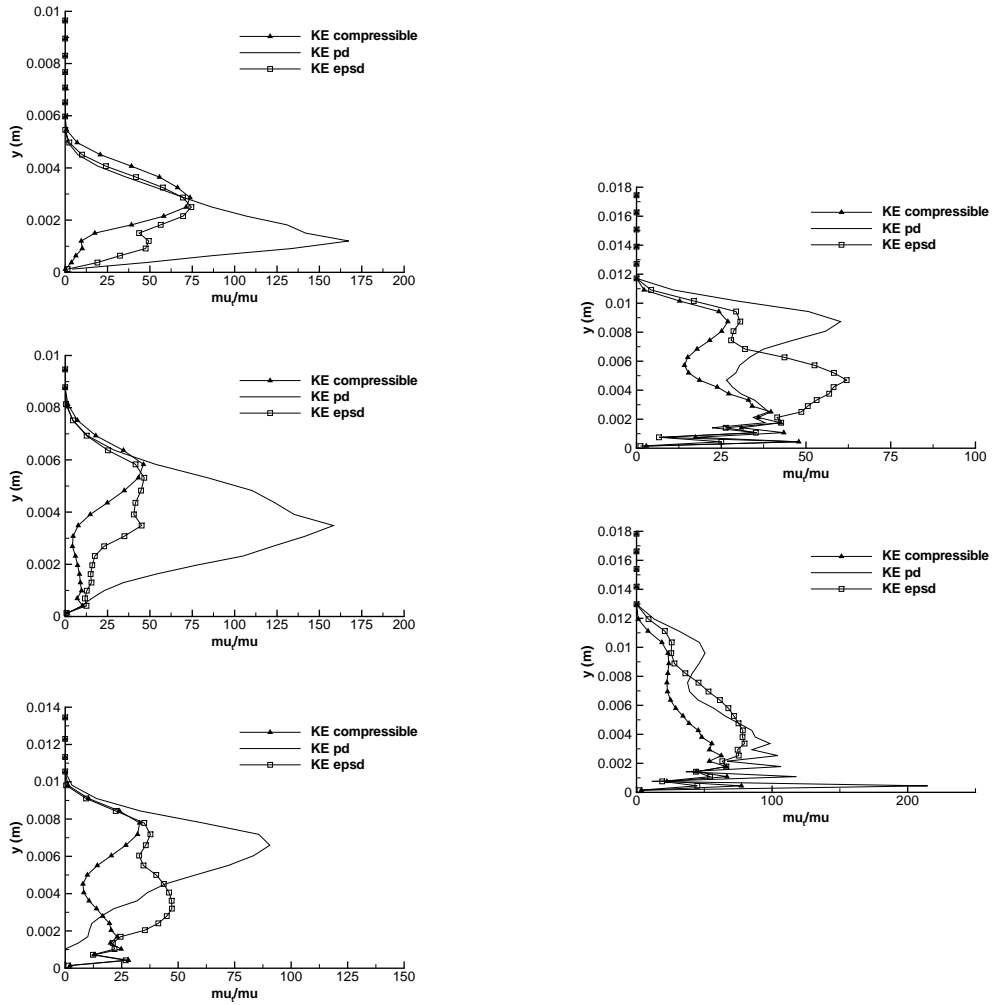 0.01
0.008
0.006
0.004
0.002
0
y (m)
0 25 50 75 100 125 150 175 200
mu_t/mu
KE compressible
KE pd
KE epsd
0.01
0.008
0.006
0.004
0.002
0
y (m)
0 25 50 75 100 125 150 175 200
mu_t/mu
KE compressible
KE pd
KE epsd
0.014
0.012
0.01
0.008
0.006
0.004
0.002
0
y (m)
0 25 50 75 100 125 150
mu_t/mu
KE compressible
KE pd
KE epsd
0.018
0.016
0.014
0.012
0.01
0.008
0.006
0.004
0.002
0
y (m)
0 25 50 75 100
mu_t/mu
KE compressible
KE pd
KE epsd
0.018
0.016
0.014
0.012
0.01
0.008
0.006
0.004
0.002
0
y (m)
0 50 100 150 200
mu_t/mu
KE compressible
KE pd
KE epsd